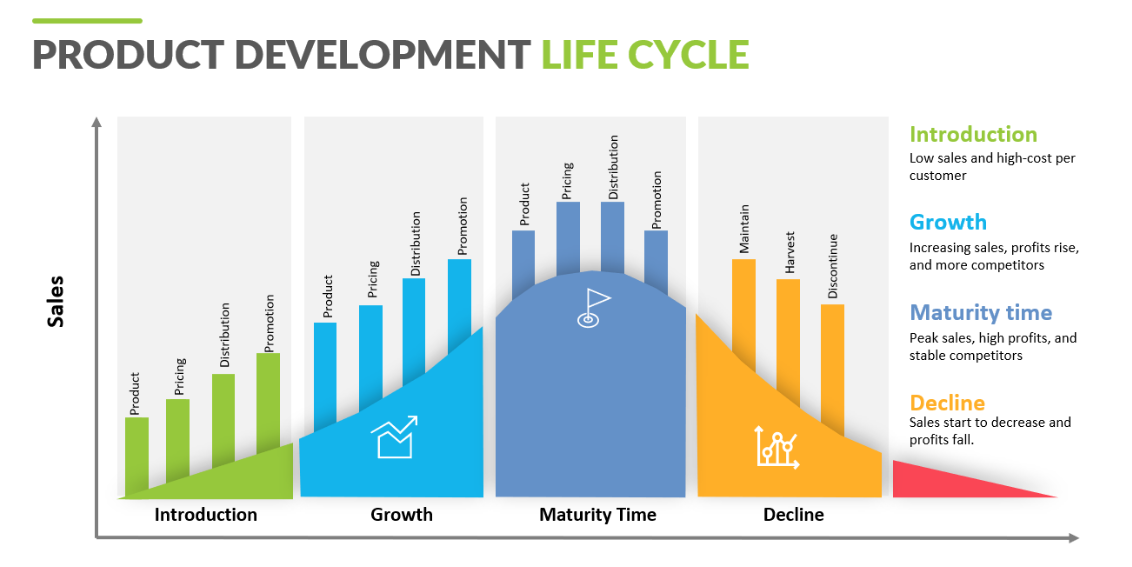 PRODUCT DEVELOPMENT LIFE CYCLE
Sales
Product
Pricing
Distribution
Promotion
Product
Pricing
Distribution
Promotion
Product
Pricing
Distribution
Promotion
Maintain
Harvest
Discontinue
Introduction
Growth
Maturity Time
Decline
Introduction
Low sales and high-cost per
customer
Growth
Increasing sales, profits rise,
and more competitors
Maturity time
Peak sales, high profits, and
stable competitors
Decline
Sales start to decrease and
profits fall.